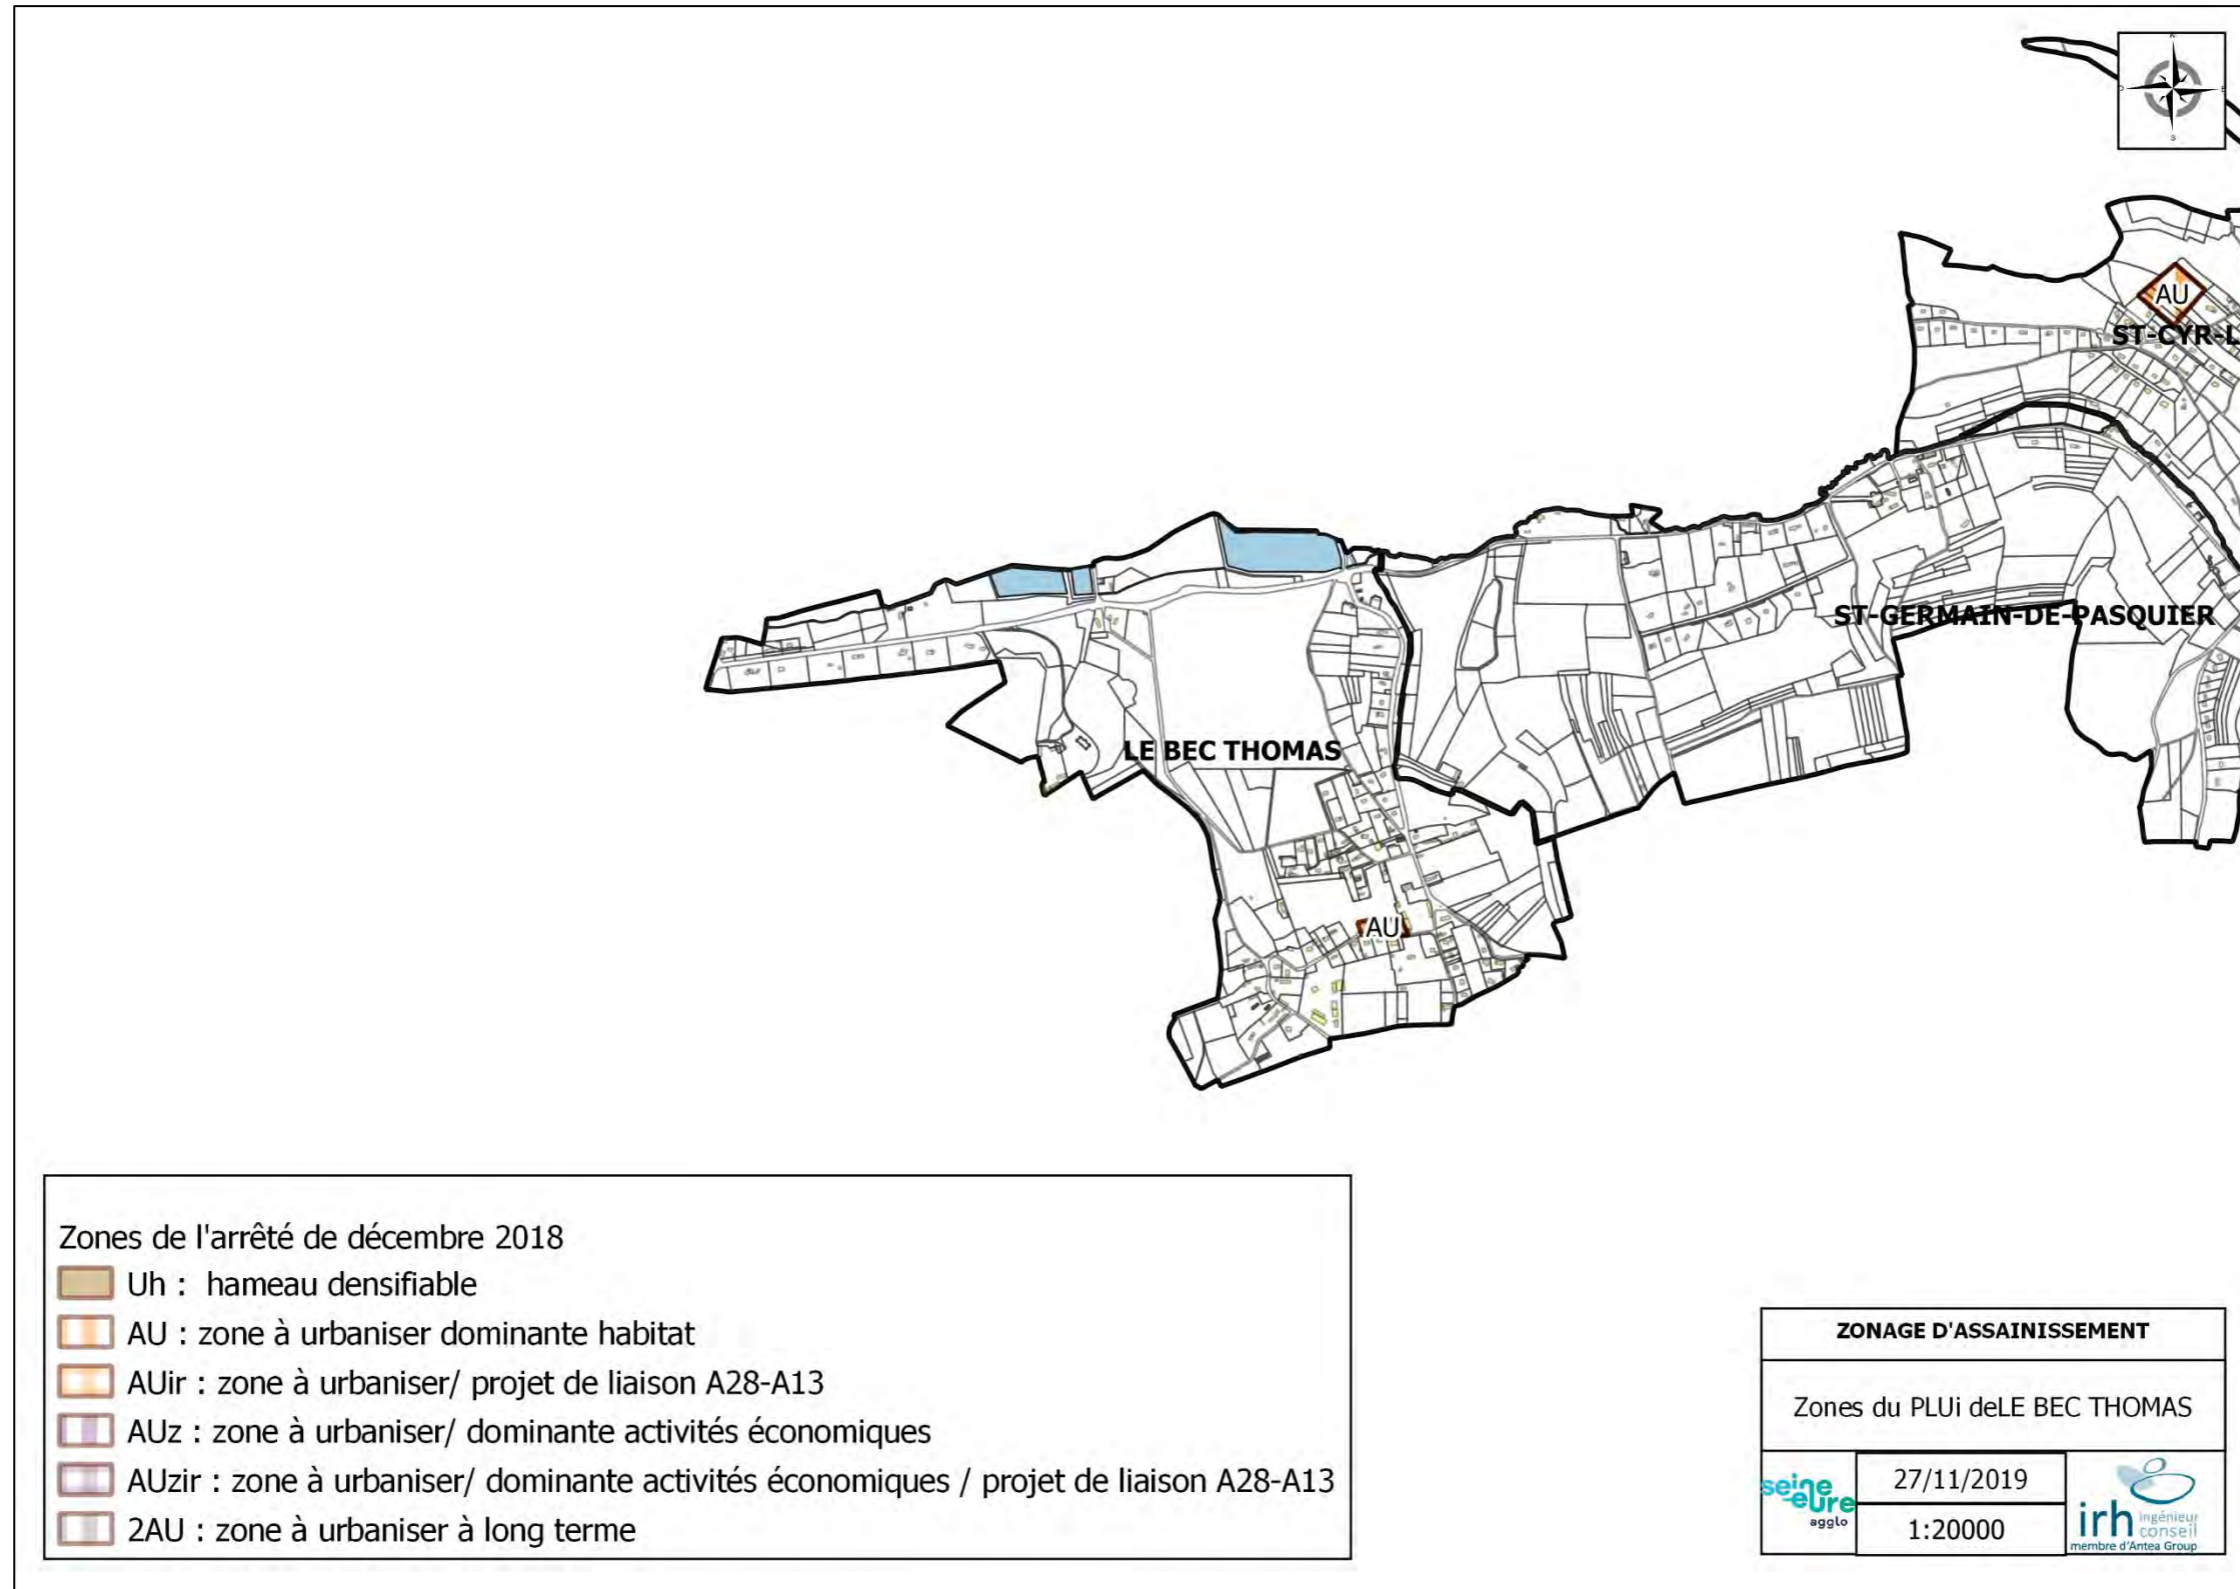 N
O
E
S
AU
ST-CYR-L
ST-GERMAIN-DE-PASQUIER
LE BEC THOMAS
AU
Zones de l'arrêté de décembre 2018
Uh : hameau densifiable
AU : zone à urbaniser dominante habitat
AUir : zone à urbaniser/ projet de liaison A28-A13
AUz : zone à urbaniser/ dominante activités économiques
AUzir : zone à urbaniser/ dominante activités économiques / projet de liaison A28-A13
2AU : zone à urbaniser à long terme
ZONAGE D'ASSAINISSEMENT
Zones du PLUi deLE BEC THOMAS
seine
eure
agglo
27/11/2019
1:20000
irh ingénieur
conseil
membre d'Antea Group